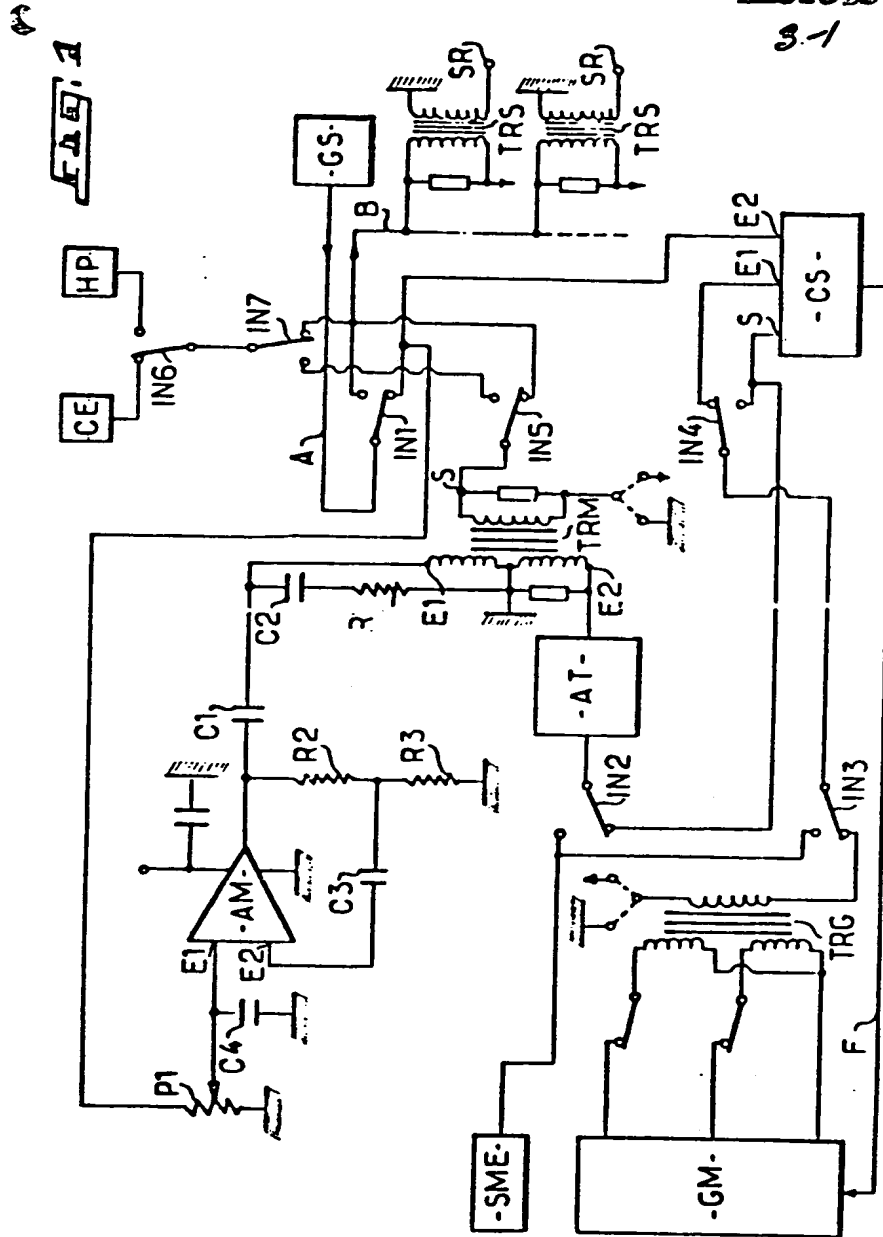 3-1
Fig. 1
HP
CE
IN6
IN7
-GS-
A
B
SR
SR
TRS
TRS
IN1
IN5
S
TRM
E1
E2
C2
R
C1
-AM-
E1
E2
R2
R3
C3
C4
P1
-AT-
IN2
IN3
IN4
S
E1
E2
-CS-
-SME-
-GM-
TRG
F